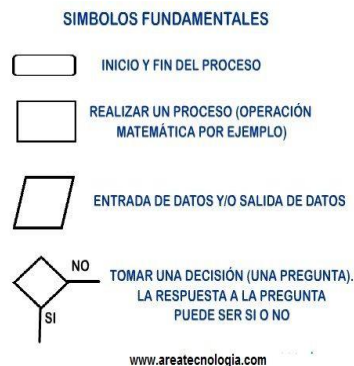 SIMBOLOS FUNDAMENTALES
INICIO Y FIN DEL PROCESO
REALIZAR UN PROCESO (OPERACIÓN
MATEMÁTICA POR EJEMPLO)
ENTRADA DE DATOS Y/O SALIDA DE DATOS
NO
TOMAR UNA DECISIÓN (UNA PREGUNTA).
LA RESPUESTA A LA PREGUNTA
PUEDE SER SI O NO
SI
www.areatecnologia.com